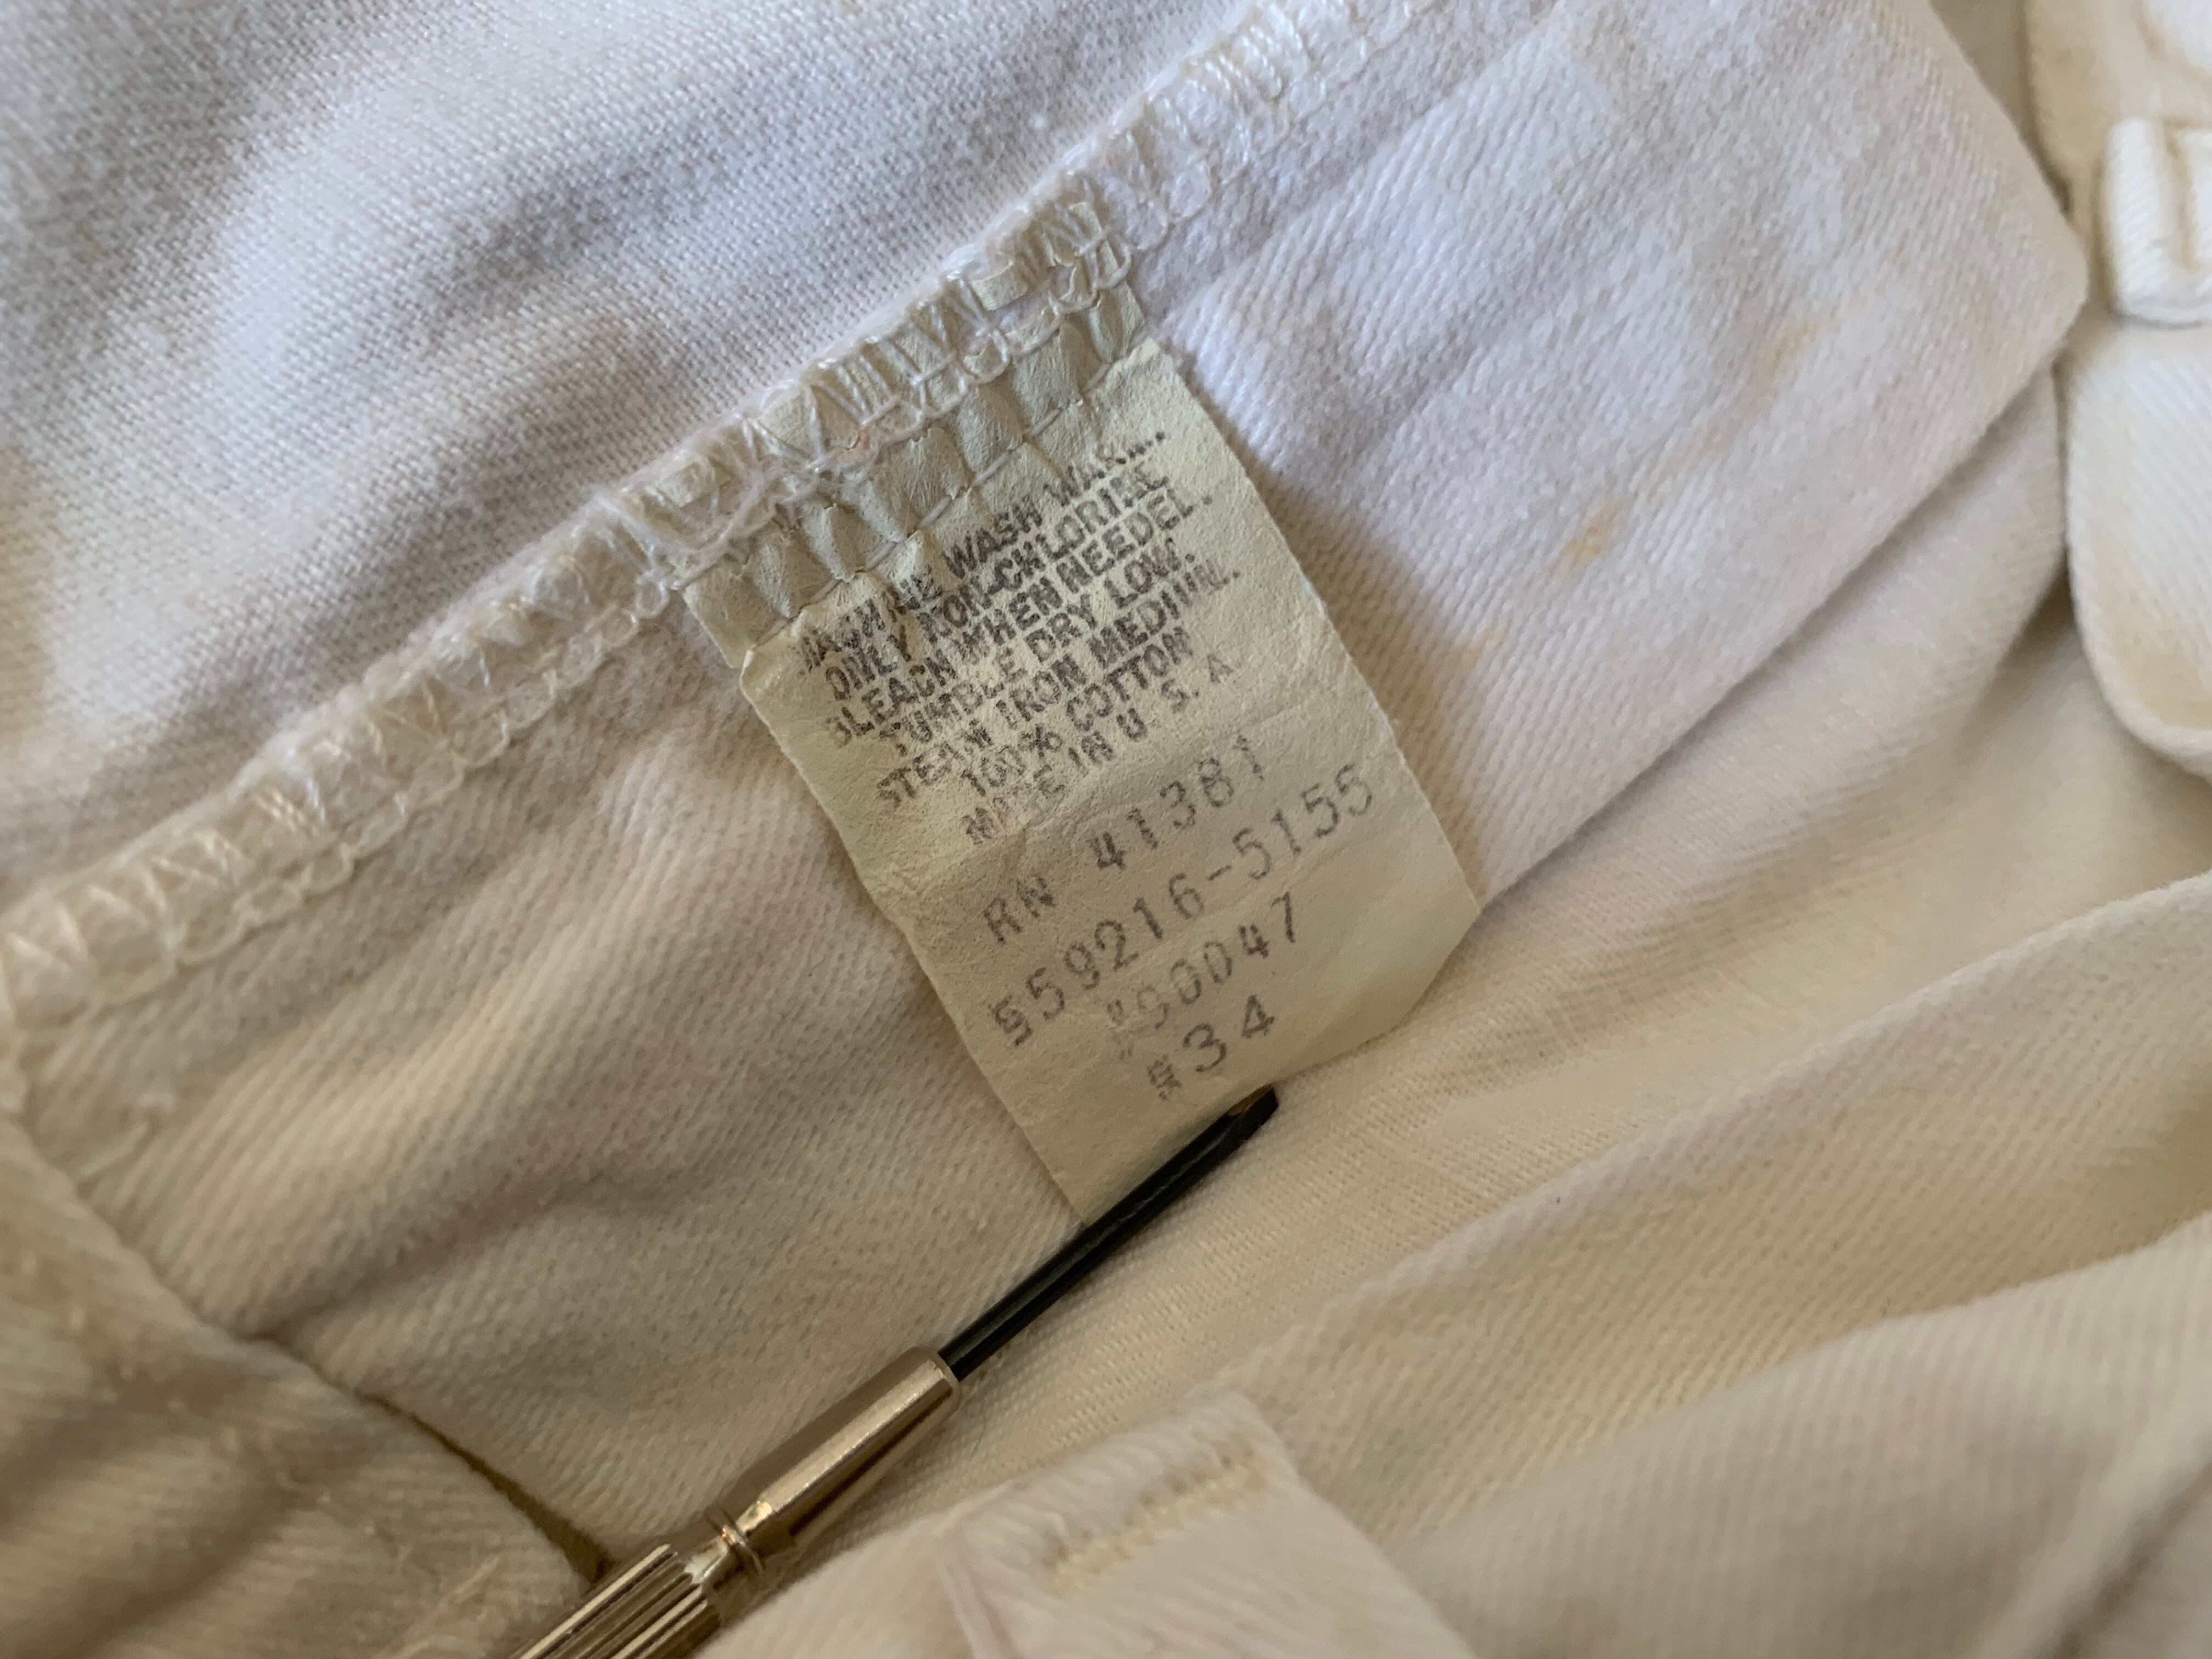 WASH WARM.
ONLY NON-CHLORINE
BLEACH WHEN NEEDED.
TUMBLE DRY LOW.
STEAM IRON MEDIUM.
100% COTTON
MADE IN U. S. A
RN 41381
559216-5155
0047
34